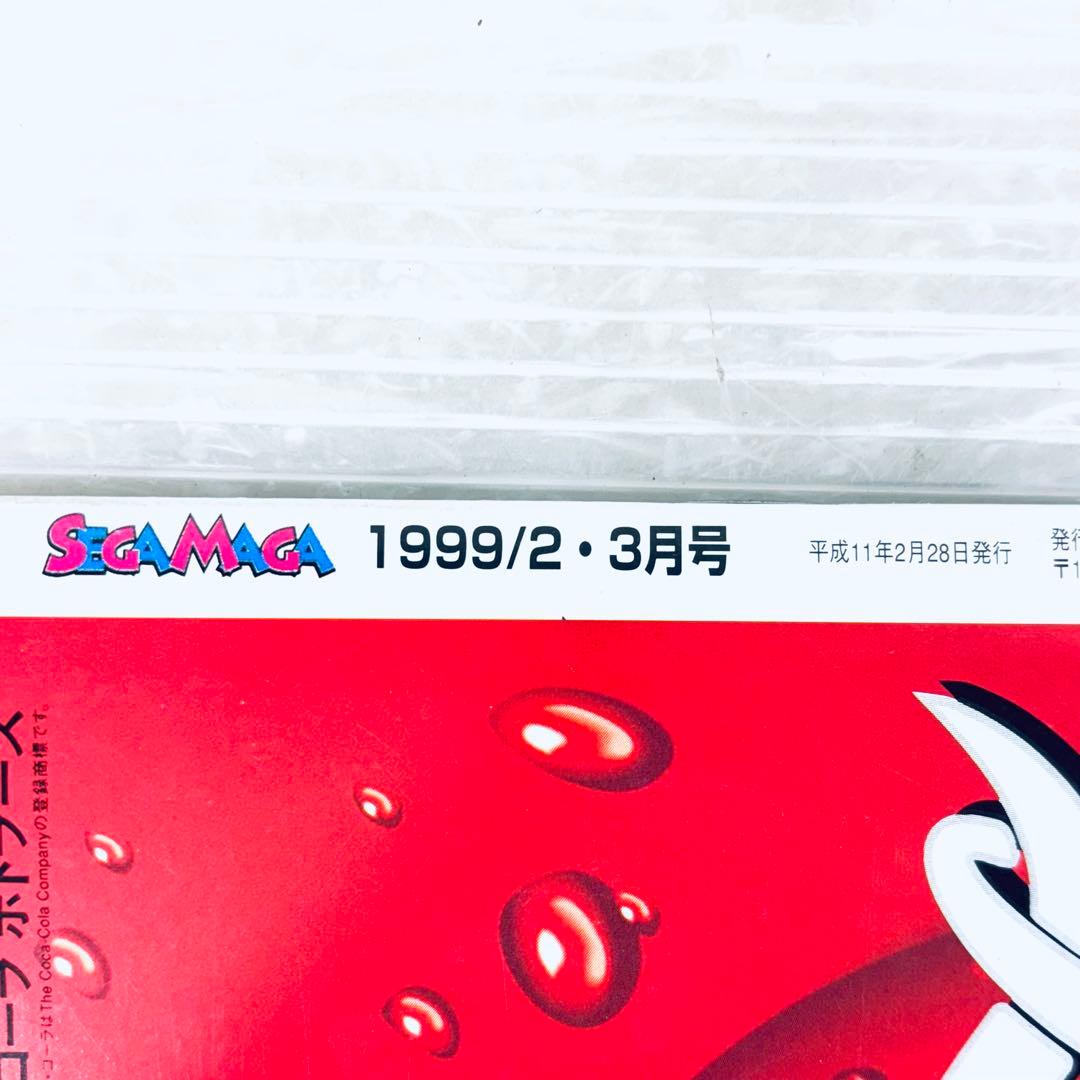 SEGAMAGA 1999/2・3月号 平成11年2月28日発行 発行
〒1
コーラ ボトラーズ
・コーラはThe Coca-Cola Companyの登録商標です。